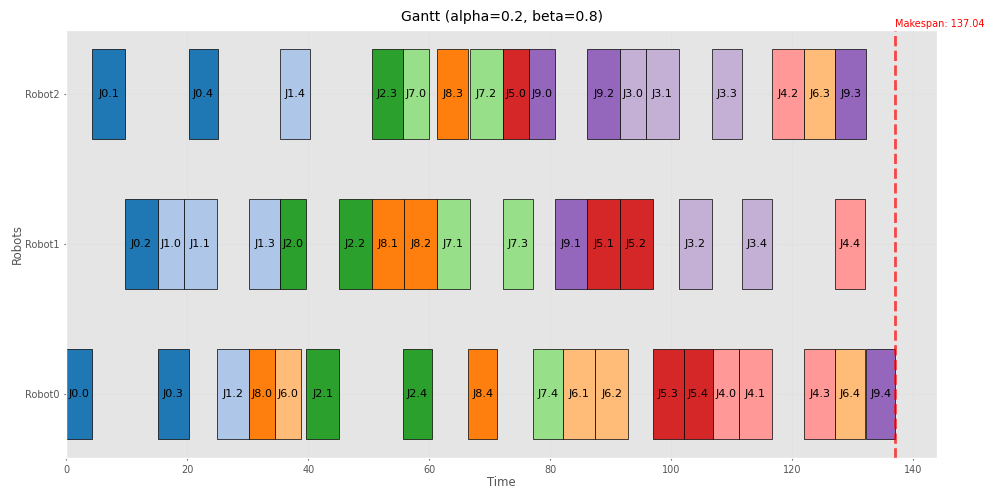 Gantt (alpha=0.2, beta=0.8)
Makespan: 137.04
Robot2
J0.1 J0.4 J1.4 J2.3 J7.0 J8.3 J7.2 J5.0 J9.0 J9.2 J3.0 J3.1 J3.3 J4.2 J6.3 J9.3
Robots
Robot1
J0.2 J1.0 J1.1 J1.3 J2.0 J2.2 J8.1 J8.2 J7.1 J7.3 J9.1 J5.1 J5.2 J3.2 J3.4 J4.4
Robot0
J0.0 J0.3 J1.2 J8.0 J6.0 J2.1 J2.4 J8.4 J7.4 J6.1 J6.2 J5.3 J5.4 J4.0 J4.1 J4.3 J6.4 J9.4
0 20 40 60 80 100 120 140
Time